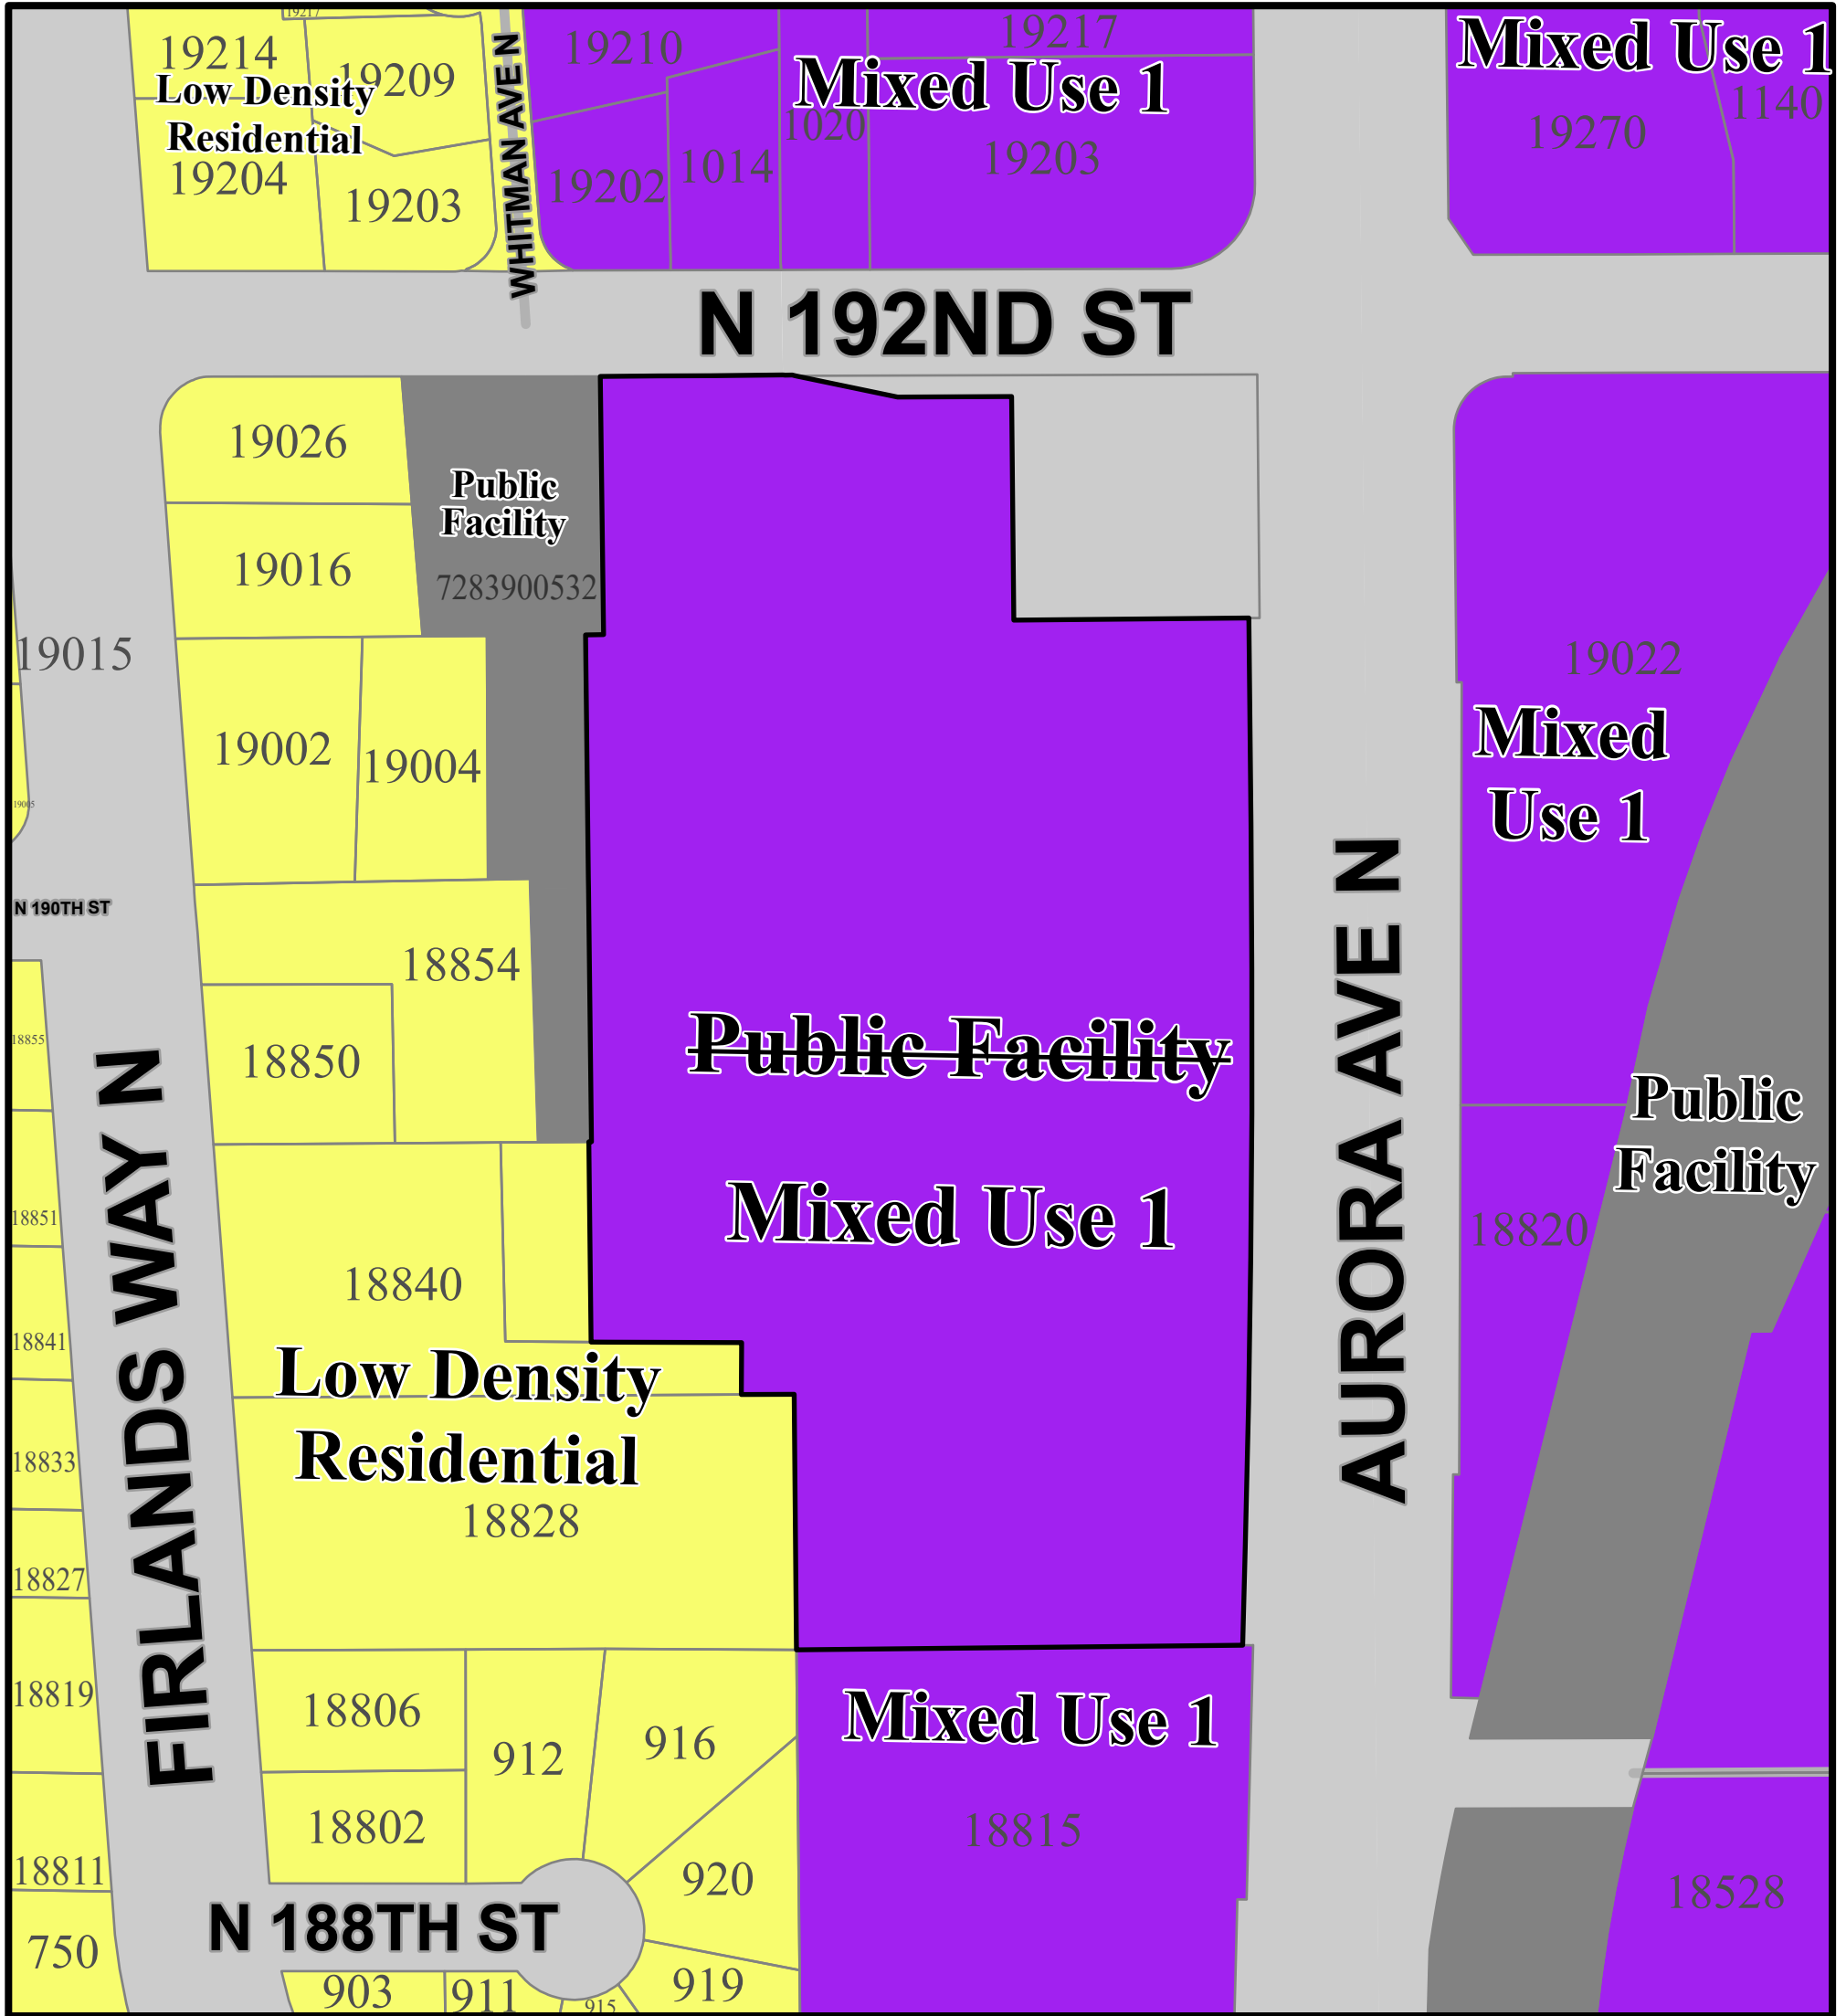 19217
19214
19209
Low Density
Residential
19204
19203
WHITMAN AVE N
19210
19217
Mixed Use 1
1020
19202
1014
19203
Mixed Use 1
1140
19270
N 192ND ST
19026
Public
Facility
19016
7283900532
19015
19002
19004
19005
19022
Mixed
Use 1
N 190TH ST
18854
18855
18850
Public Facility
Mixed Use 1
AURORA AVE N
Public
Facility
18820
18851
18840
18841
FIRLANDS WAY N
Low Density
Residential
18833
18828
18827
18819
18806
912
916
Mixed Use 1
18802
18815
18811
920
18528
N 188TH ST
750
903
911
915
919